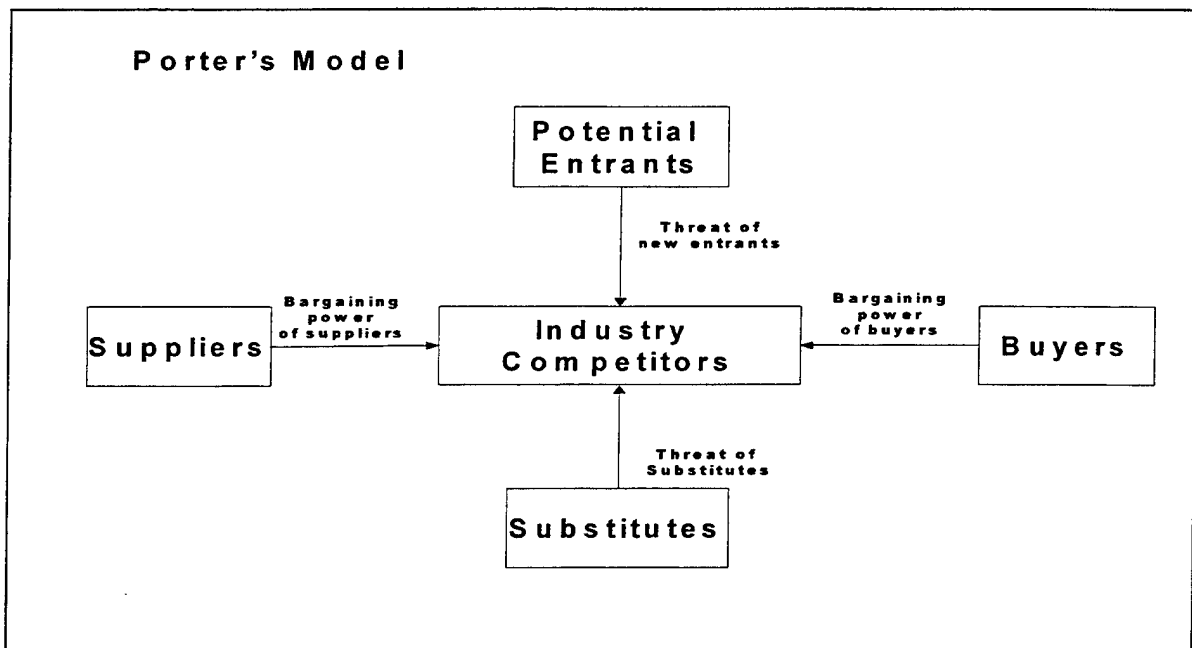 Porter's Model
Potential
Entrants
Threat of
new entrants
Bargaining
power
of suppliers
Bargaining
power
of buyers
Suppliers
Industry
Competitors
Buyers
Threat of
Substitutes
Substitutes